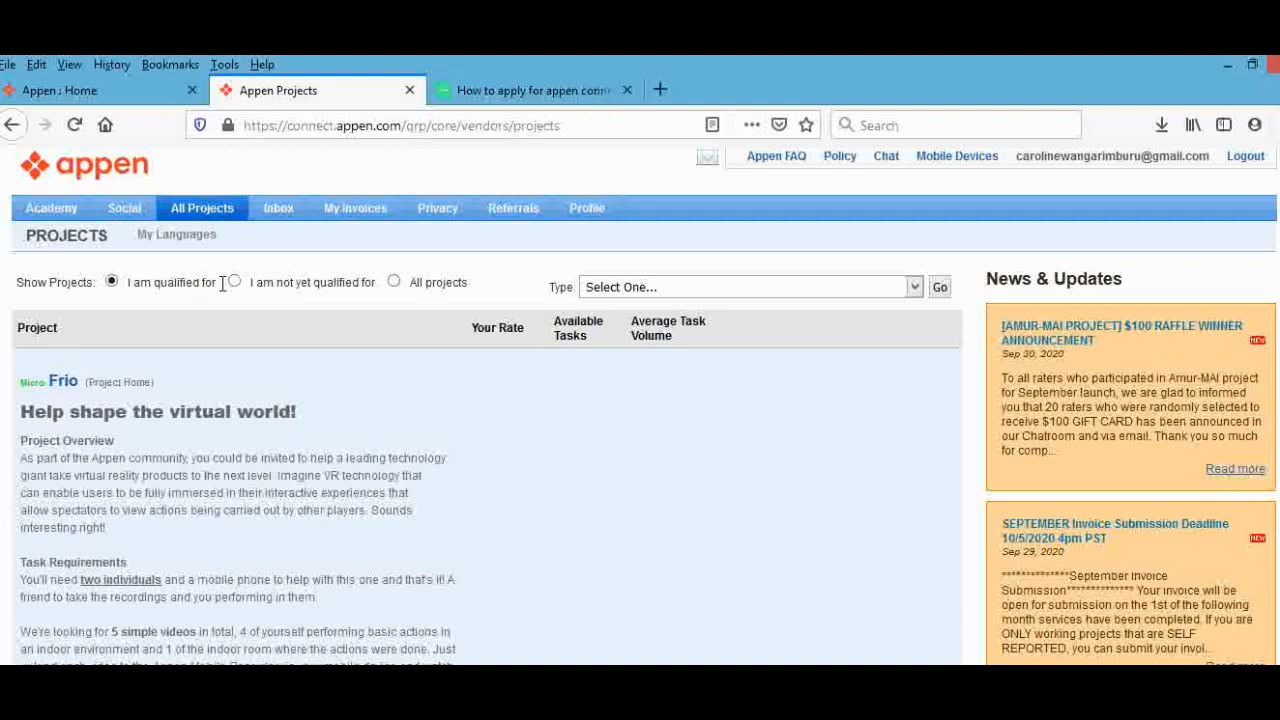 File Edit View History Bookmarks Tools Help
Appen : Home
Appen Projects
How to apply for appen conn
https://connect.appen.com/qrp/core/vendors/projects
Search
appen
Appen FAQ Policy Chat Mobile Devices carolinewangarimburu@gmail.com Logout
Academy Social All Projects Inbox My Invoices Privacy Referrals Profile
PROJECTS My Languages
Show Projects: I am qualified for I am not yet qualified for All projects
Type Select One... Go
Project Your Rate Available Tasks Average Task Volume
Micro Frio (Project Home)
Help shape the virtual world!
Project Overview
As part of the Appen community, you could be invited to help a leading technology
giant take virtual reality products to the next level. Imagine VR technology that
can enable users to be fully immersed in their interactive experiences that
allow spectators to view actions being carried out by other players. Sounds
interesting right!
Task Requirements
You'll need two individuals and a mobile phone to help with this one and that's it! A
friend to take the recordings and you performing in them.
We're looking for 5 simple videos in total, 4 of yourself performing basic actions in
an indoor environment and 1 of the indoor room where the actions were done. Just
News & Updates
[AMUR-MAI PROJECT] $100 RAFFLE WINNER
ANNOUNCEMENT
NEW
Sep 30, 2020
To all raters who participated in Amur-MAI project
for September launch, we are glad to informed
you that 20 raters who were randomly selected to
receive $100 GIFT CARD has been announced in
our Chatroom and via email. Thank you so much
for comp...
Read more
SEPTEMBER Invoice Submission Deadline
10/5/2020 4pm PST
NEW
Sep 29, 2020
**************September Invoice
Submission************** Your invoice will be
open for submission on the 1st of the following
month services have been completed. If you are
ONLY working projects that are SELF
REPORTED, you can submit your invoi...